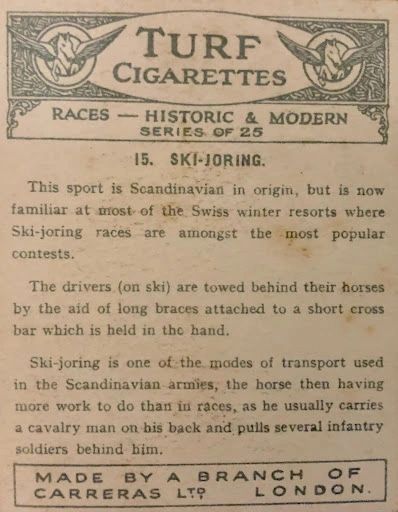 TURF
CIGARETTES
RACES — HISTORIC & MODERN
SERIES OF 25
15. SKI-JORING.
This sport is Scandinavian in origin, but is now
familiar at most of the Swiss winter resorts where
Ski-joring races are amongst the most popular
contests.
The drivers (on ski) are towed behind their horses
by the aid of long braces attached to a short cross
bar which is held in the hand.
Ski-joring is one of the modes of transport used
in the Scandinavian armies, the horse then having
more work to do than in races, as he usually carries
a cavalry man on his back and pulls several infantry
soldiers behind him.
MADE BY A BRANCH OF
CARRERAS LTD LONDON.